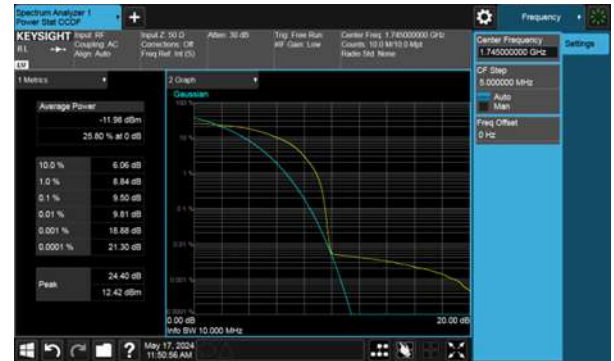 Spectrum Analyzer 1
Power Stat CCDF
Frequency
KEYSIGHT
Input: RF
Coupling: AC
Align: Auto
Input Z: 50 Ω
Corrections: Off
Freq Ref: Int (S)
Atten: 30 dB
Trig: Free Run
#IF Gain: Low
Center Freq: 1.745000000 GHz
Counts: 10.0 M/10.0 Mpt
Radio Std: None
Center Frequency
1.745000000 GHz
Settings
CF Step
5.000000 MHz
Auto
Man
Freq Offset
0 Hz
1 Metrics
2 Graph
Gaussian
Average Power
-11.98 dBm
25.80 % at 0 dB
10.0 % 6.06 dB
1.0 % 8.84 dB
0.1 % 9.50 dB
0.01 % 9.81 dB
0.001 % 18.88 dB
0.0001 % 21.30 dB
Peak
24.40 dB
12.42 dBm
100 %
10 %
1 %
0.1 %
0.01 %
0.001 %
0.0001 %
0.00 dB
20.00 dB
Info BW 10.000 MHz
May 17, 2024
11:50:56 AM